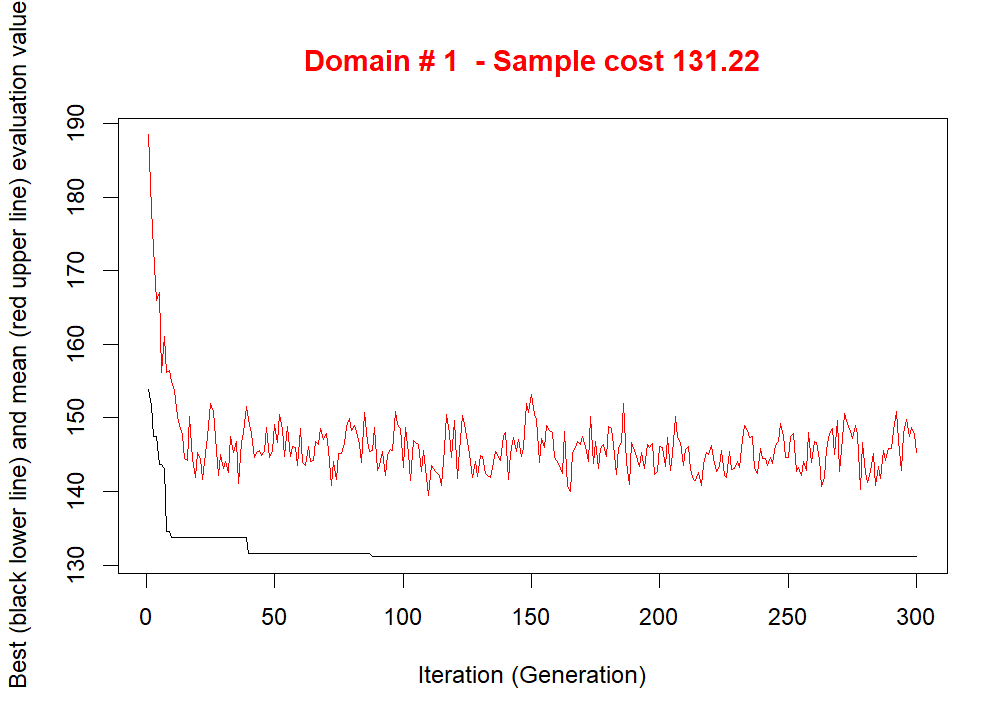 Domain # 1  - Sample cost 131.22
Best (black lower line) and mean (red upper line) evaluation value
190
180
170
160
150
140
130
0 50 100 150 200 250 300
Iteration (Generation)